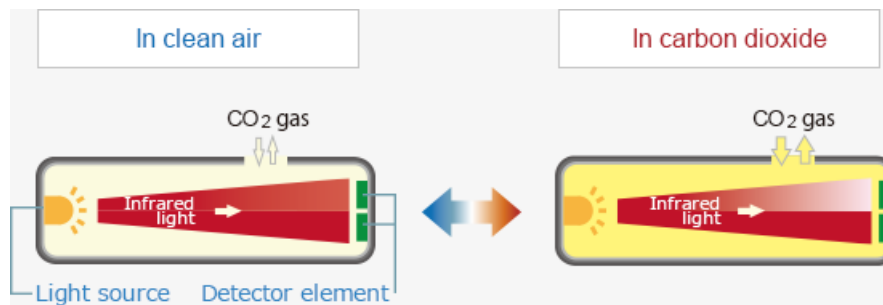 In clean air
In carbon dioxide
CO2 gas
CO2 gas
Infrared
light
Infrared
light
Light source
Detector element